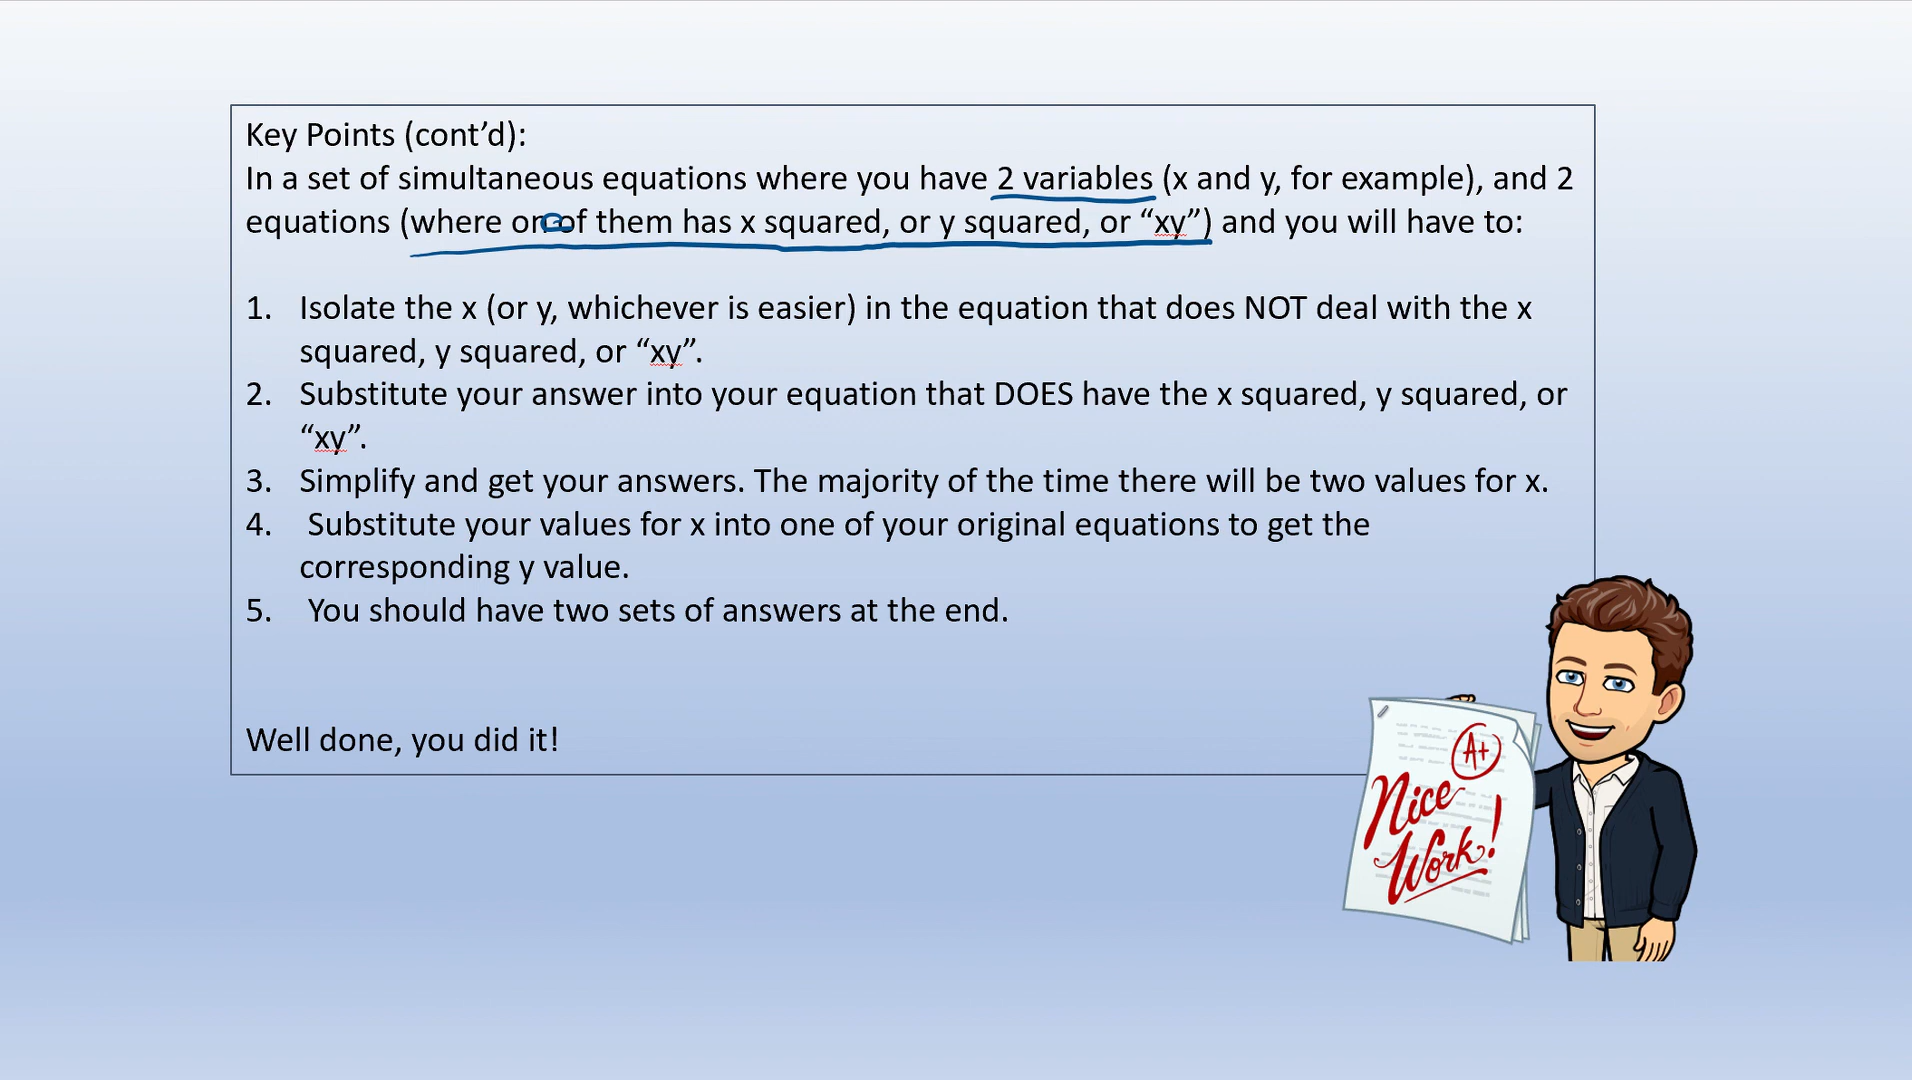 Key Points (cont’d):
In a set of simultaneous equations where you have 2 variables (x and y, for example), and 2
equations (where one of them has x squared, or y squared, or “xy”) and you will have to:
1. Isolate the x (or y, whichever is easier) in the equation that does NOT deal with the x
squared, y squared, or “xy”.
2. Substitute your answer into your equation that DOES have the x squared, y squared, or
“xy”.
3. Simplify and get your answers. The majority of the time there will be two values for x.
4. Substitute your values for x into one of your original equations to get the
corresponding y value.
5. You should have two sets of answers at the end.
Well done, you did it!
A+
Nice
Work!